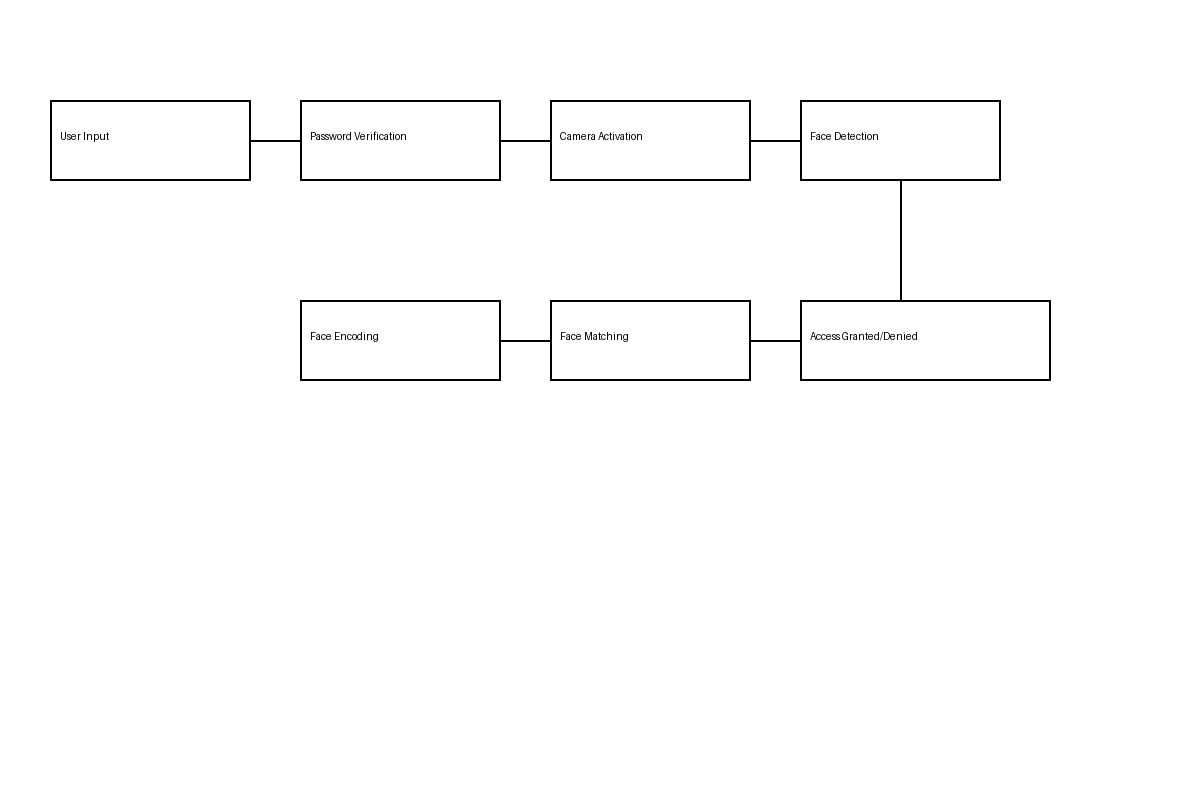 User Input
Password Verification
Camera Activation
Face Detection
Face Encoding
Face Matching
Access Granted/Denied